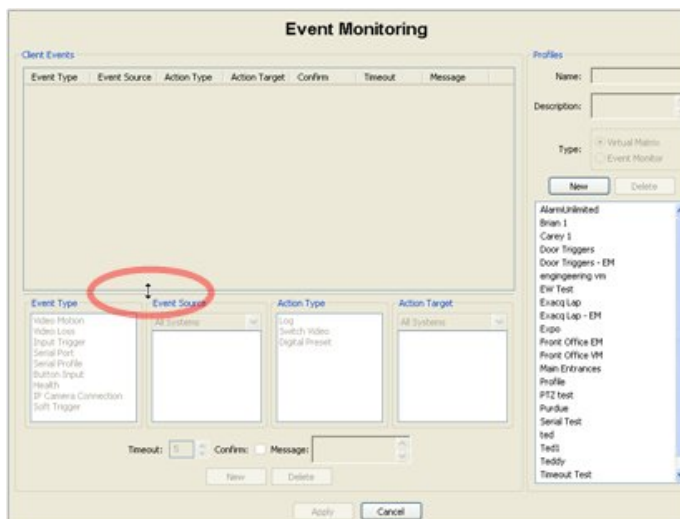 Event Monitoring
Client Events
Event Type Event Source Action Type Action Target Confirm Timeout Message
Event Type
Video Motion
Video Loss
Input Trigger
Serial Port
Serial Profile
Button Input
Health
IP Camera Connection
Soft Trigger
Event Source
All Systems
Action Type
Log
Switch Video
Digital Preset
Action Target
All Systems
Timeout: 5 Confirm: Message:
New Delete
Profiles
Name:
Description:
Type: Virtual Matrix
Event Monitor
New Delete
AlarmUnlimited
Brian 1
Carey 1
Door Triggers
Door Triggers - EM
engingeering vm
EW Test
Exacq Lap
Exacq Lap - EM
Expo
Front Office EM
Front Office VM
Main Entrances
Profile
PTZ test
Purdue
Serial Test
ted
Ted1
Teddy
Timeout Test
Apply Cancel